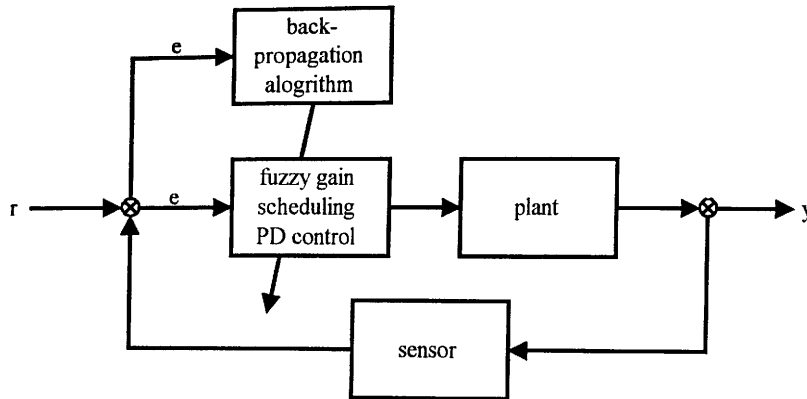 back-
propagation
alogrithm
e
r
e
fuzzy gain
scheduling
PD control
plant
y
sensor